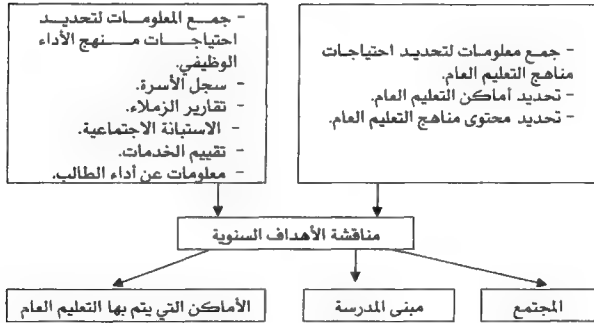 - جمع معلومات لتحديد احتياجات
مناهج التعليم العام.
- تحديد أماكن التعليم العام.
- تحديد محتوى مناهج التعليم العام.
- جمع المعلومات لتحديد
احتياجات منهج الأداء
الوظيفي.
- سجل الأسرة.
- تقارير الزملاء.
- الاستبانة الاجتماعية.
- تقييم الخدمات.
- معلومات عن أداء الطالب.
مناقشة الأهداف السنوية
المجتمع
مبنى المدرسة
الأماكن التي يتم بها التعليم العام